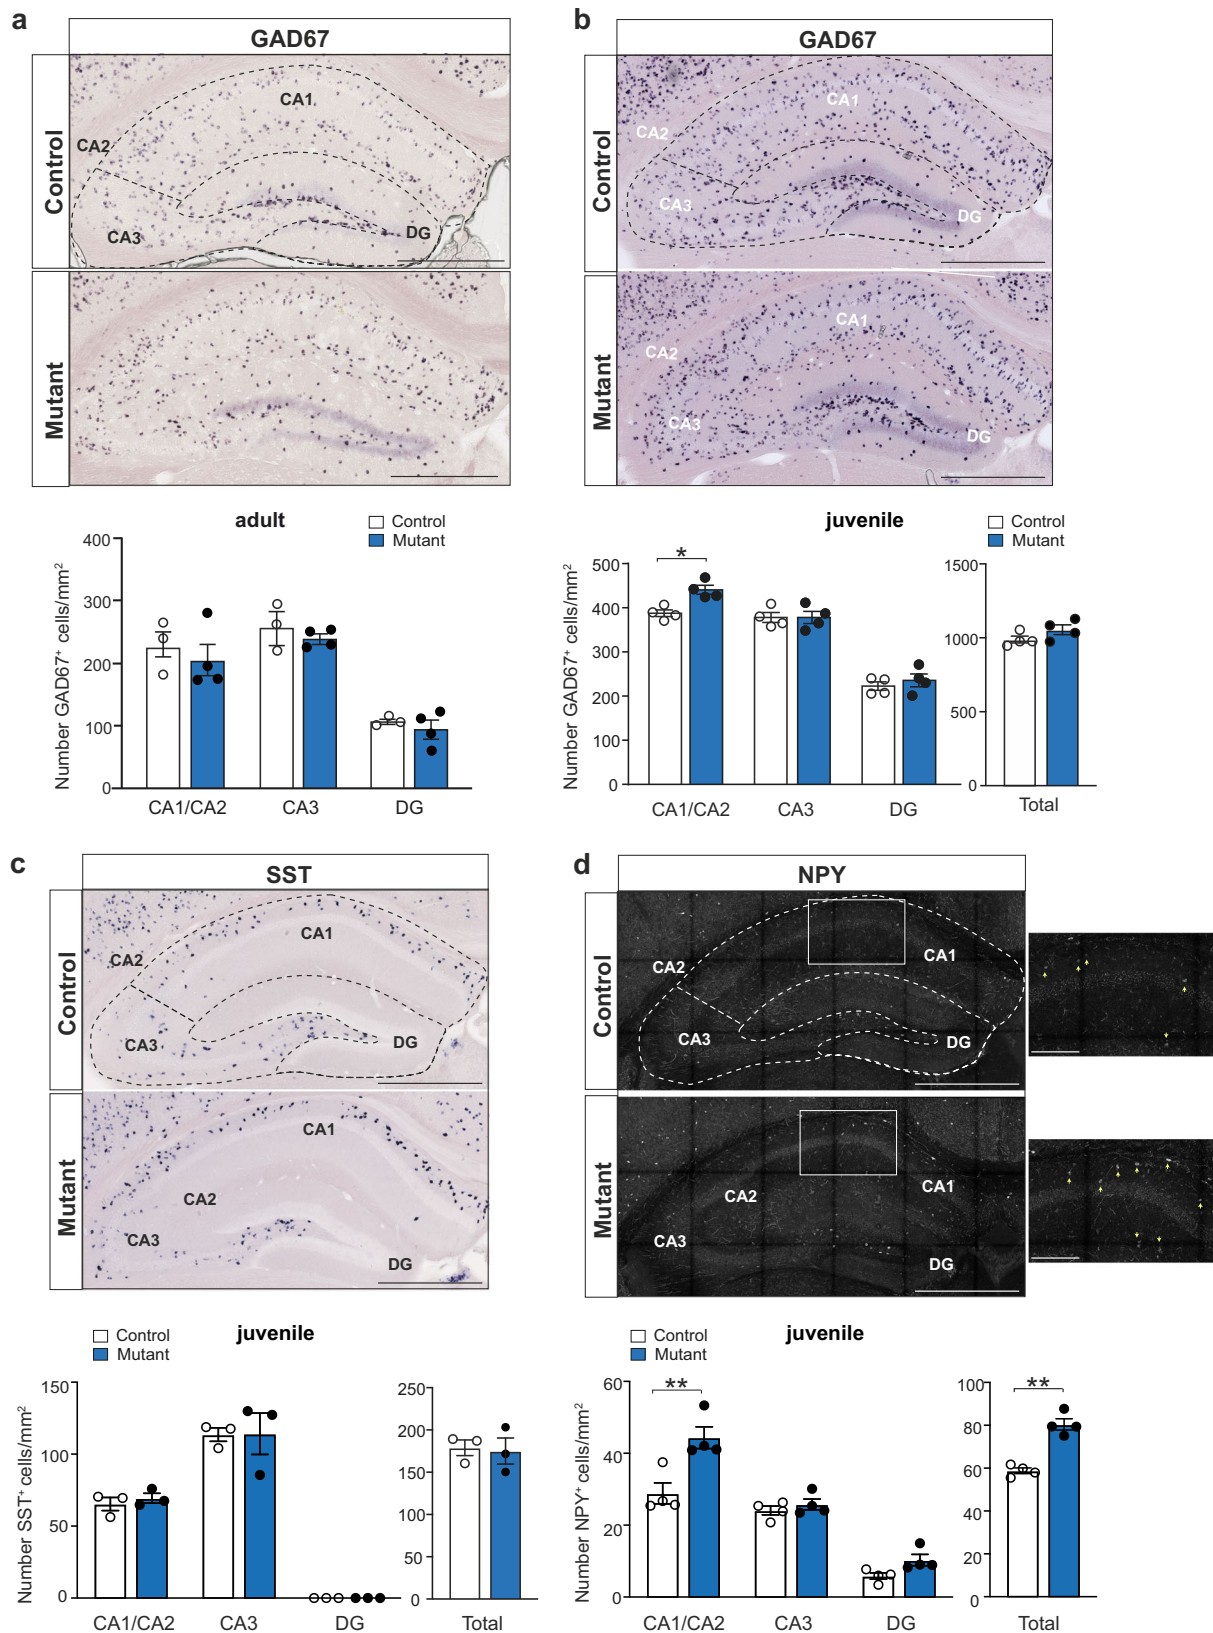 a
GAD67
Control
CA1
CA2
CA3
DG
Mutant
adult
Control
Mutant
Number GAD67⁺ cells/mm²
400
300
200
100
0
CA1/CA2
CA3
DG
b
GAD67
Control
CA1
CA2
CA3
DG
Mutant
CA1
CA2
CA3
DG
juvenile
Control
Mutant
Number GAD67⁺ cells/mm²
500
400
300
200
100
0
*
CA1/CA2
CA3
DG
1500
1000
500
0
Total
c
SST
Control
CA1
CA2
CA3
DG
Mutant
CA1
CA2
CA3
DG
Control
Mutant
juvenile
Number SST⁺ cells/mm²
150
100
50
0
CA1/CA2
CA3
DG
250
200
150
100
50
0
Total
d
NPY
Control
CA2
CA1
CA3
DG
Mutant
CA2
CA1
CA3
DG
Control
Mutant
juvenile
Number NPY⁺ cells/mm²
60
40
20
0
**
CA1/CA2
CA3
DG
100
80
60
40
20
0
**
Total